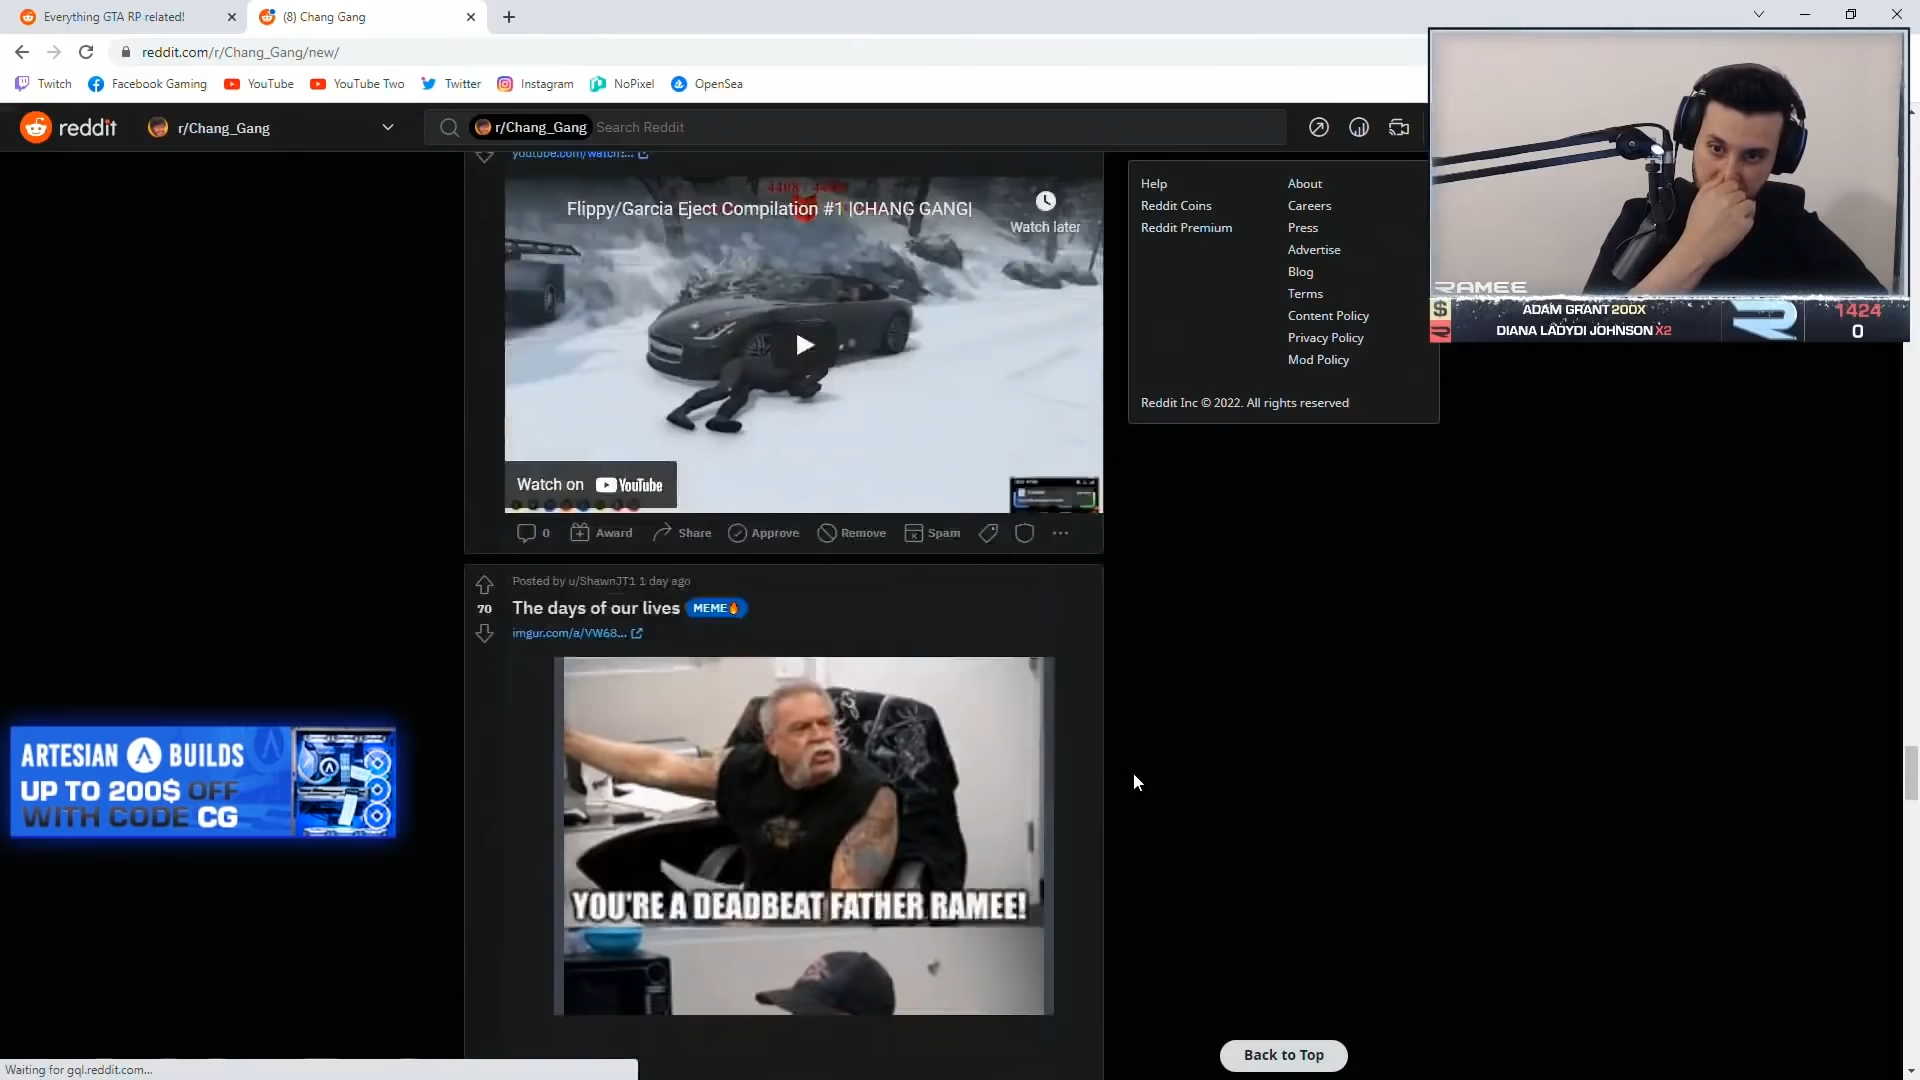 Everything GTA RP related!
(8) Chang Gang
reddit.com/r/Chang_Gang/new/
Twitch
Facebook Gaming
YouTube
YouTube Two
Twitter
Instagram
NoPixel
OpenSea
reddit
r/Chang_Gang
r/Chang_Gang
Search Reddit
youtube.com/watch?...
Flippy/Garcia Eject Compilation #1 |CHANG GANG|
Watch later
Watch on YouTube
0
Award
Share
Approve
Remove
Spam
Posted by u/ShawnJT1 1 day ago
70
The days of our lives
MEME🔥
imgur.com/a/VW68...
YOU'RE A DEADBEAT FATHER RAMEE!
Help
Reddit Coins
Reddit Premium
About
Careers
Press
Advertise
Blog
Terms
Content Policy
Privacy Policy
Mod Policy
Reddit Inc © 2022. All rights reserved
RAMEE
ADAM GRANT 200X
DIANA LADYDI JOHNSON X2
1424
0
ARTESIAN BUILDS
UP TO 200$ OFF
WITH CODE CG
Back to Top
Waiting for gql.reddit.com...